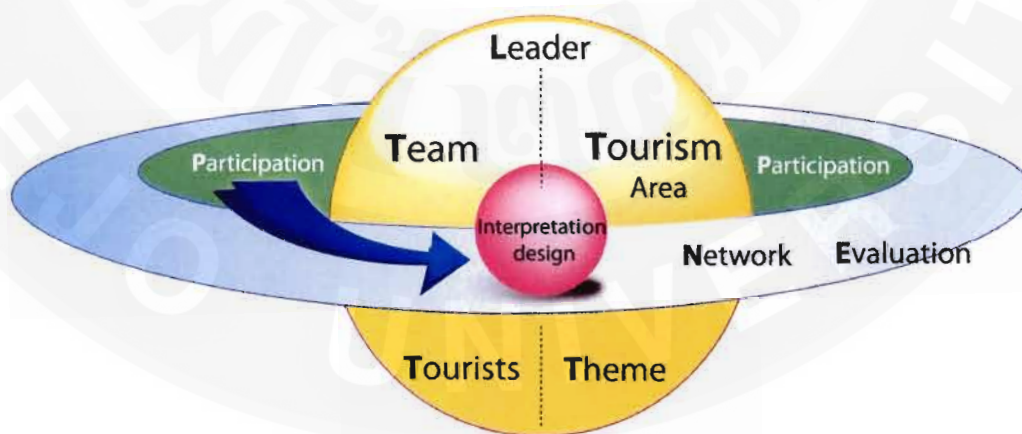 Leader
Team
Tourism
Area
Participation
Participation
Interpretation
design
Network
Evaluation
Tourists
Theme